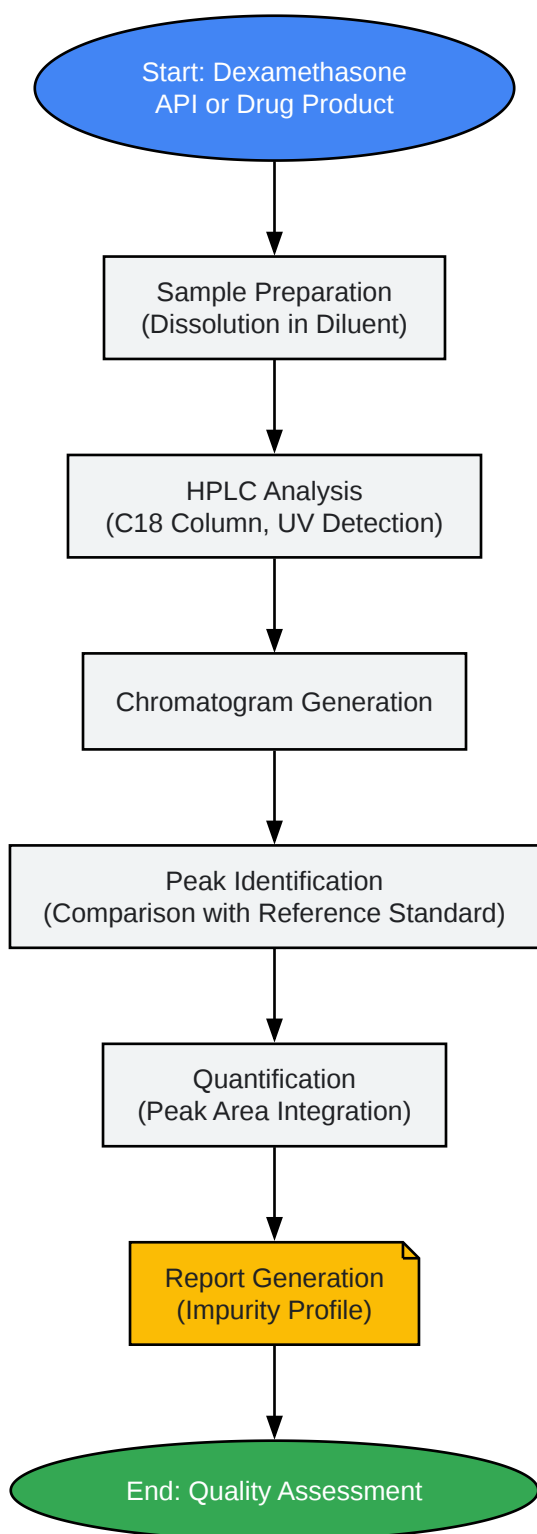 Start: Dexamethasone
API or Drug Product
Sample Preparation
(Dissolution in Diluent)
HPLC Analysis
(C18 Column, UV Detection)
Chromatogram Generation
Peak Identification
(Comparison with Reference Standard)
Quantification
(Peak Area Integration)
Report Generation
(Impurity Profile)
End: Quality Assessment